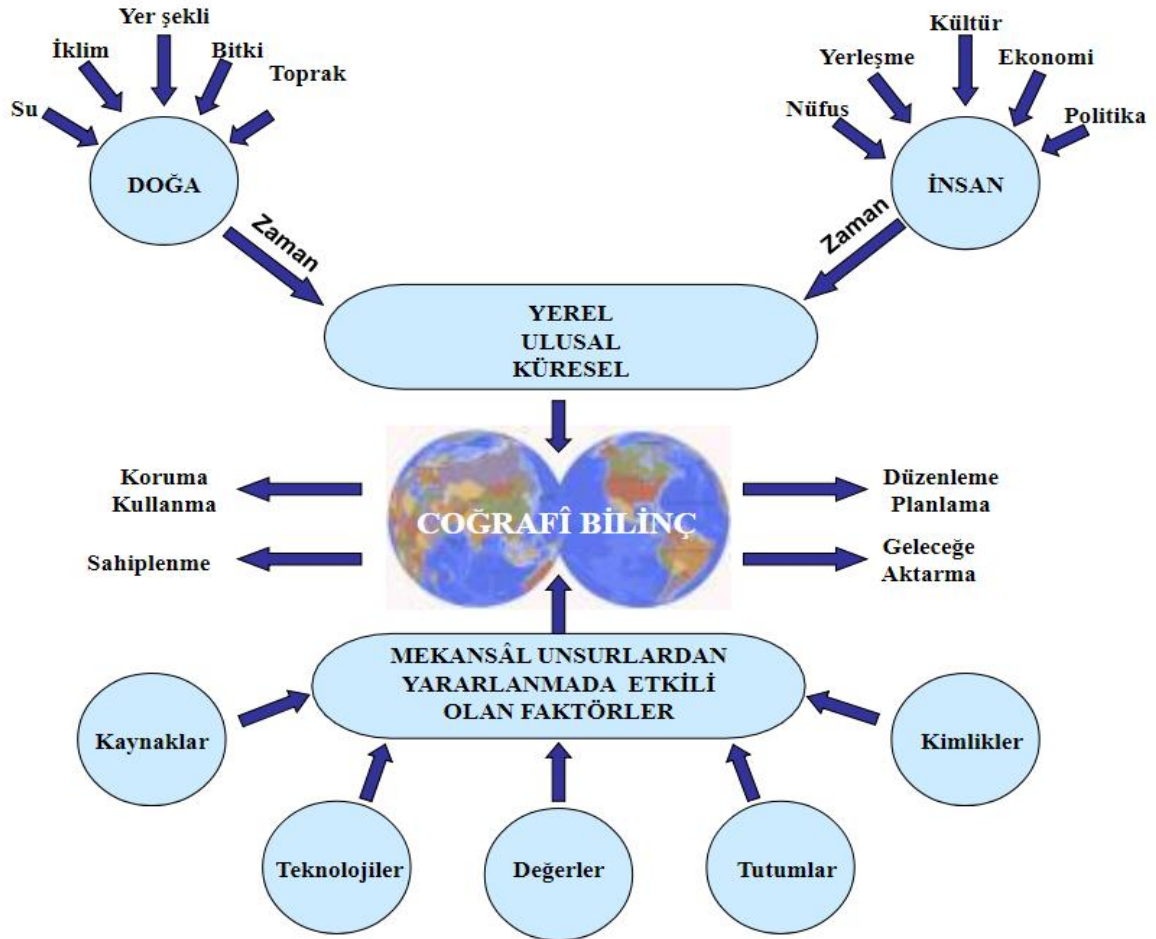 Yer şekli
İklim
Bitki
Toprak
Su
DOĞA
Zaman
Kültür
Yerleşme
Ekonomi
Nüfus
Politika
İNSAN
Zaman
YEREL
ULUSAL
KÜRESEL
Koruma
Kullanma
Sahiplenme
COĞRAFÎ BİLİNÇ
Düzenleme
Planlama
Geleceğe
Aktarma
MEKANSÂL UNSURLARDAN
YARARLANMADA ETKİLİ
OLAN FAKTÖRLER
Kaynaklar
Kimlikler
Teknolojiler
Değerler
Tutumlar